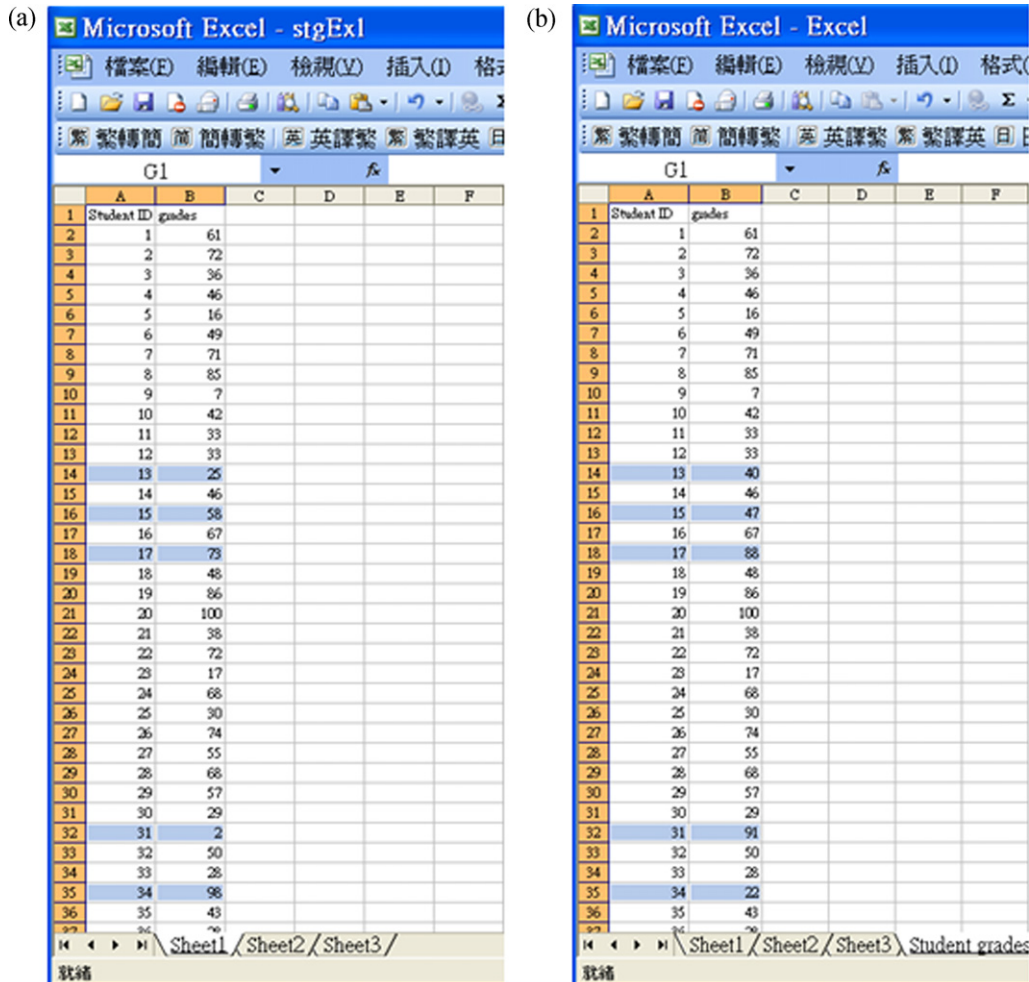 (a)
Microsoft Excel - stgExl
檔案(F) 編輯(E) 檢視(V) 插入(I)
繁 繁轉簡 简 簡轉繁 英 英譯繁 繁 繁譯英 日
G1 fx
A B C D E F
1 Student ID grades
2 1 61
3 2 72
4 3 36
5 4 46
6 5 16
7 6 49
8 7 71
9 8 85
10 9 7
11 10 42
12 11 33
13 12 33
14 13 25
15 14 46
16 15 58
17 16 67
18 17 73
19 18 48
20 19 86
21 20 100
22 21 38
23 22 72
24 23 17
25 24 68
26 25 30
27 26 74
28 27 55
29 28 68
30 29 57
31 30 29
32 31 2
33 32 50
34 33 28
35 34 98
36 35 43
Sheet1 Sheet2 Sheet3
就緒
(b)
Microsoft Excel - Excel
檔案(F) 編輯(E) 檢視(V) 插入(I) 格式(
繁 繁轉簡 简 簡轉繁 英 英譯繁 繁 繁譯英 日
G1 fx
A B C D E F
1 Student ID grades
2 1 61
3 2 72
4 3 36
5 4 46
6 5 16
7 6 49
8 7 71
9 8 85
10 9 7
11 10 42
12 11 33
13 12 33
14 13 40
15 14 46
16 15 47
17 16 67
18 17 88
19 18 48
20 19 86
21 20 100
22 21 38
23 22 72
24 23 17
25 24 68
26 25 30
27 26 74
28 27 55
29 28 68
30 29 57
31 30 29
32 31 91
33 32 50
34 33 28
35 34 22
36 35 43
Sheet1 Sheet2 Sheet3 Student grades
就緒